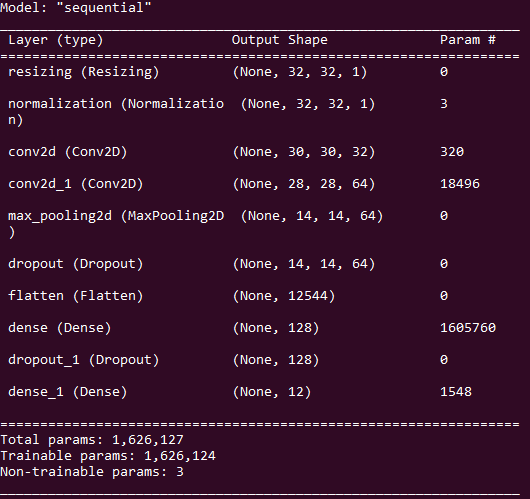 Model: "sequential"
_________________________________________________________________
Layer (type) Output Shape Param #
=================================================================
resizing (Resizing) (None, 32, 32, 1) 0
normalization (Normalizatio (None, 32, 32, 1) 3
n)
conv2d (Conv2D) (None, 30, 30, 32) 320
conv2d_1 (Conv2D) (None, 28, 28, 64) 18496
max_pooling2d (MaxPooling2D (None, 14, 14, 64) 0
)
dropout (Dropout) (None, 14, 14, 64) 0
flatten (Flatten) (None, 12544) 0
dense (Dense) (None, 128) 1605760
dropout_1 (Dropout) (None, 128) 0
dense_1 (Dense) (None, 12) 1548
=================================================================
Total params: 1,626,127
Trainable params: 1,626,124
Non-trainable params: 3
_________________________________________________________________